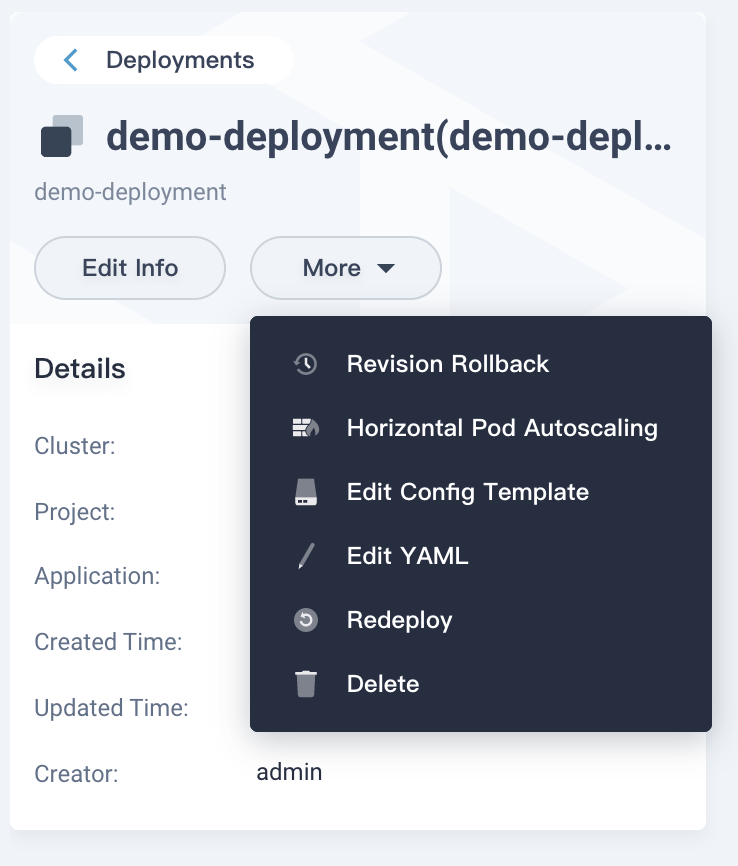 Deployments
demo-deployment(demo-depl...
demo-deployment
Edit Info
More
Revision Rollback
Horizontal Pod Autoscaling
Edit Config Template
Edit YAML
Redeploy
Delete
Details
Cluster:
Project:
Application:
Created Time:
Updated Time:
Creator: admin